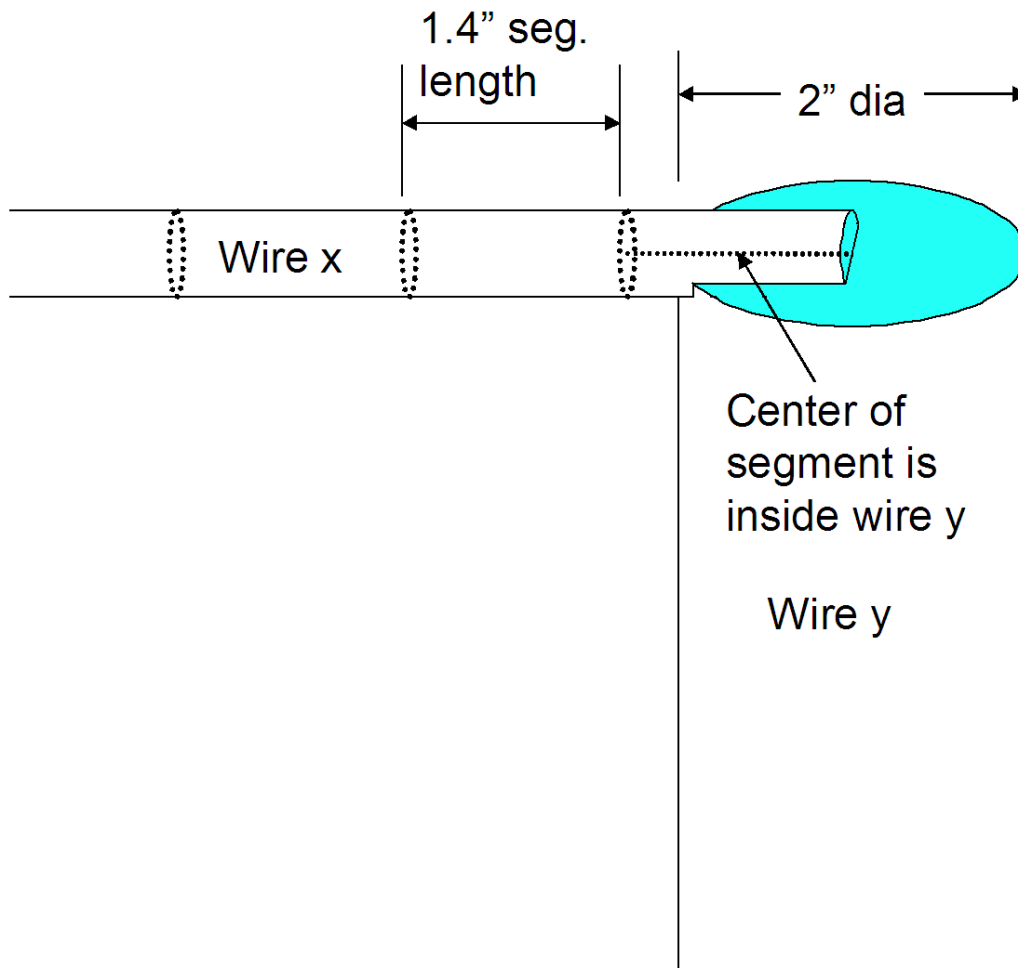 1.4” seg.
length
2” dia
Wire x
Center of
segment is
inside wire y
Wire y